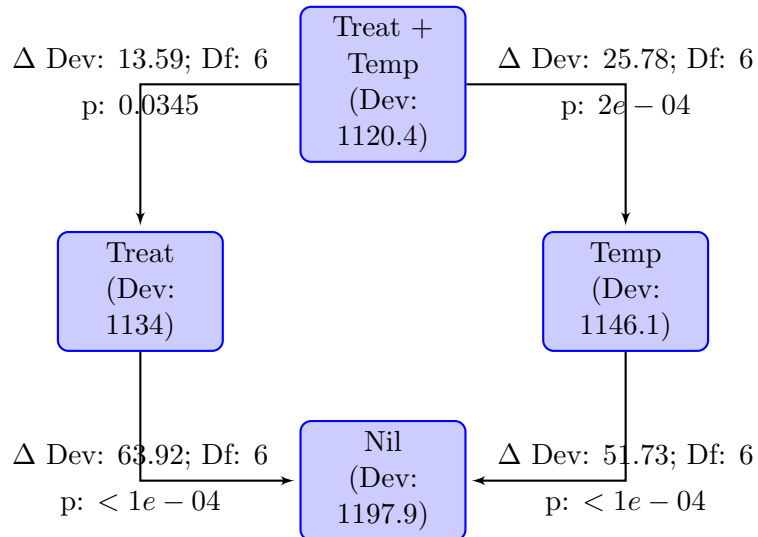 Treat +
Temp
(Dev:
1120.4)
Δ Dev: 13.59; Df: 6
p: 0.0345
Δ Dev: 25.78; Df: 6
p: 2e − 04
Treat
(Dev:
1134)
Temp
(Dev:
1146.1)
Δ Dev: 63.92; Df: 6
p: < 1e − 04
Nil
(Dev:
1197.9)
Δ Dev: 51.73; Df: 6
p: < 1e − 04